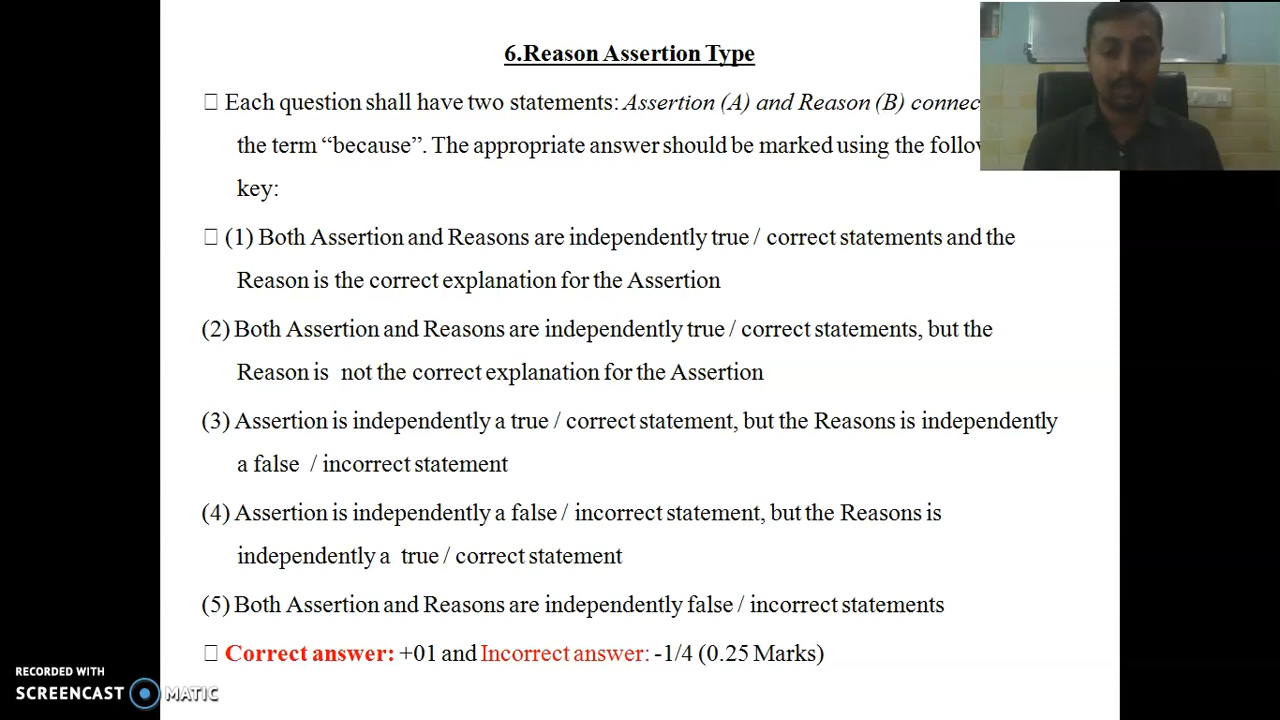 6.Reason Assertion Type
Each question shall have two statements: Assertion (A) and Reason (B)
the term “because”. The appropriate answer should be marked using the
key:
(1) Both Assertion and Reasons are independently true / correct statements and the
Reason is the correct explanation for the Assertion
(2) Both Assertion and Reasons are independently true / correct statements, but the
Reason is not the correct explanation for the Assertion
(3) Assertion is independently a true / correct statement, but the Reasons is independently
a false / incorrect statement
(4) Assertion is independently a false / incorrect statement, but the Reasons is
independently a true / correct statement
(5) Both Assertion and Reasons are independently false / incorrect statements
Correct answer: +01 and Incorrect answer: -1/4 (0.25 Marks)
RECORDED WITH
SCREENCAST MATIC